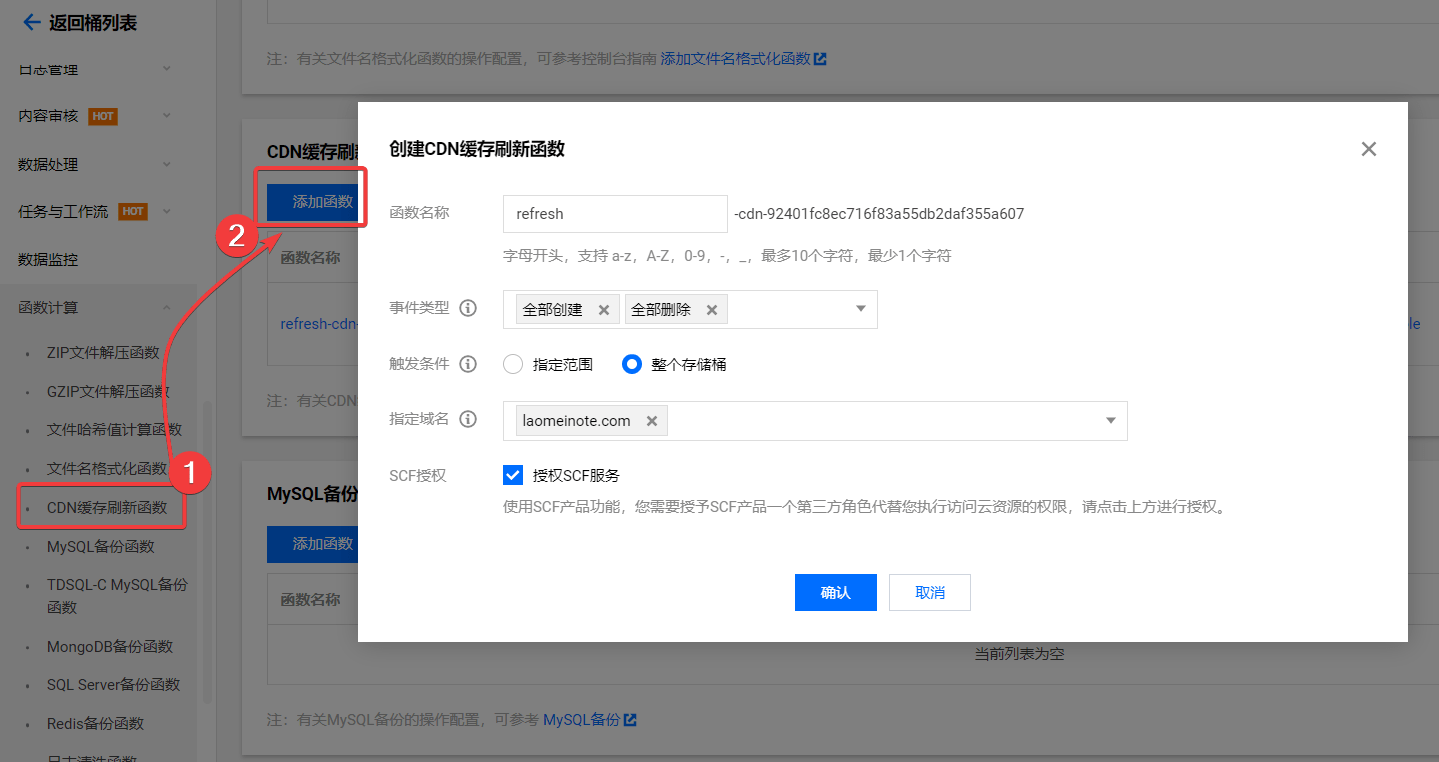 返回桶列表
日志管理
内容审核 HOT
数据处理
任务与工作流 HOT
数据监控
函数计算
ZIP文件解压函数
GZIP文件解压函数
文件哈希值计算函数
文件名格式化函数
1
CDN缓存刷新函数
MySQL备份函数
TDSQL-C MySQL备份
函数
MongoDB备份函数
SQL Server备份函数
Redis备份函数
日志清洗函数
注：有关文件名格式化函数的操作配置，可参考控制台指南 添加文件名格式化函数
CDN缓存刷新
添加函数
2
函数名称
refresh-cdn-
注：有关CDN
MySQL备份
添加函数
函数名称
当前列表为空
注：有关MySQL备份的操作配置，可参考 MySQL备份
创建CDN缓存刷新函数
函数名称 refresh -cdn-92401fc8ec716f83a55db2daf355a607
字母开头，支持 a-z，A-Z，0-9，-，_，最多10个字符，最少1个字符
事件类型 全部创建 全部删除
触发条件 指定范围 整个存储桶
指定域名 laomeinote.com
SCF授权 授权SCF服务
使用SCF产品功能，您需要授予SCF产品一个第三方角色代替您执行访问云资源的权限，请点击上方进行授权。
确认 取消